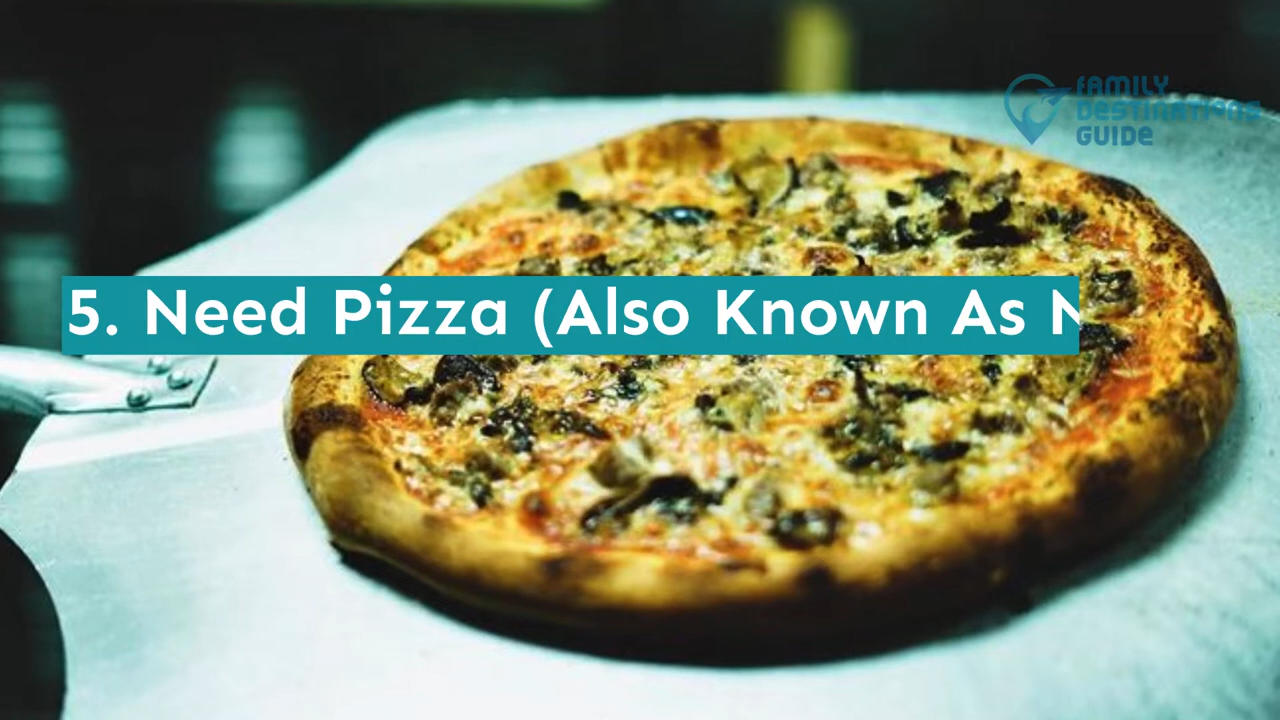 FAMILY
DESTINATIONS
GUIDE
5. Need Pizza (Also Known As